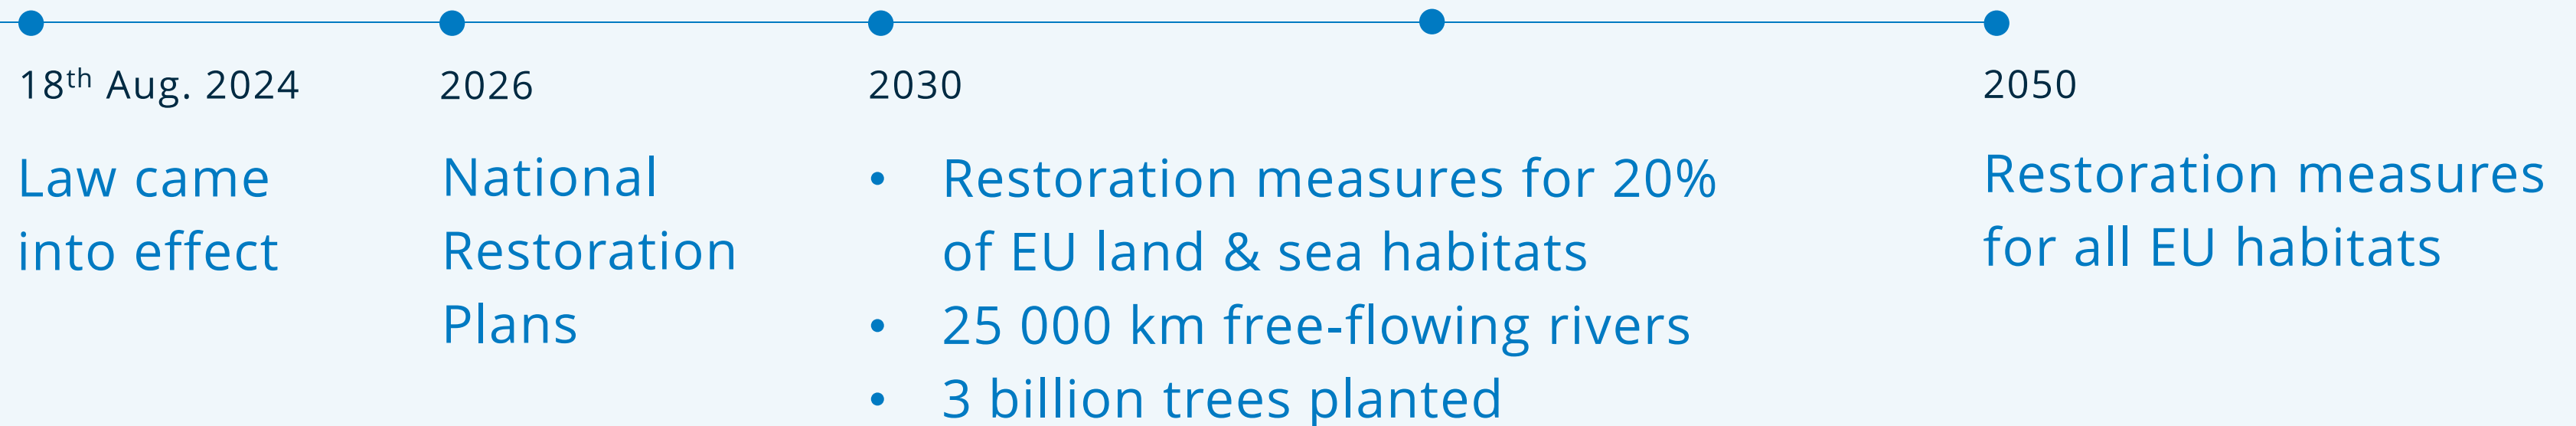 18th Aug. 2024
Law came
into effect
2026
National
Restoration
Plans
2030
• Restoration measures for 20%
of EU land & sea habitats
• 25 000 km free-flowing rivers
• 3 billion trees planted
2050
Restoration measures
for all EU habitats